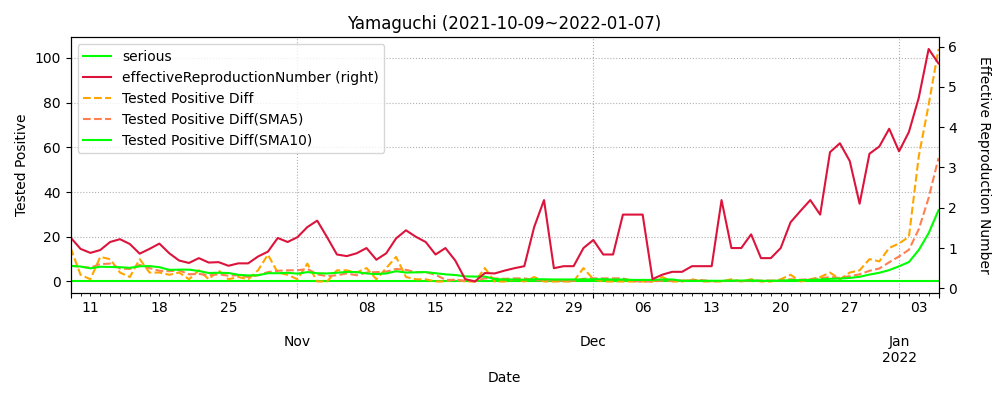 Yamaguchi (2021-10-09~2022-01-07)
serious
effectiveReproductionNumber (right)
Tested Positive Diff
Tested Positive Diff(SMA5)
Tested Positive Diff(SMA10)
Tested Positive
100
80
60
40
20
0
6
5
4
3
2
1
0
Effective Reproduction Number
11 18 25 08 15 22 29 06 13 20 27 03
Nov Dec Jan
2022
Date